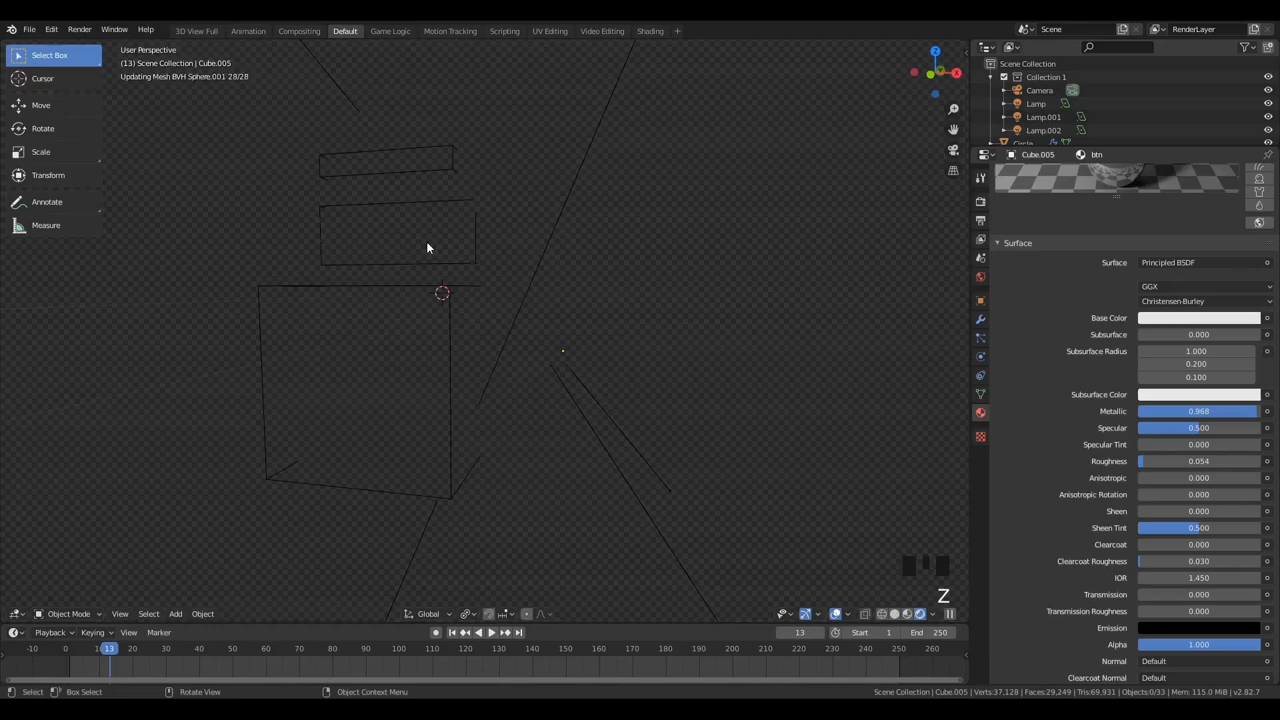 File Edit Render Window Help
3D View Full Animation Compositing Default Game Logic Motion Tracking Scripting UV Editing Video Editing Shading +
Scene
RenderLayer
Select Box
Cursor
Move
Rotate
Scale
Transform
Annotate
Measure
User Perspective
(13) Scene Collection | Cube.005
Updating Mesh BVH Sphere.001 28/28
Z
X
Scene Collection
Collection 1
Camera
Lamp
Lamp.001
Lamp.002
Circle
Cube.005 btn
Surface
Surface Principled BSDF
GGX
Christensen-Burley
Base Color
Subsurface 0.000
Subsurface Radius 1.000
0.200
0.100
Subsurface Color
Metallic 0.968
Specular 0.500
Specular Tint 0.000
Roughness 0.054
Anisotropic 0.000
Anisotropic Rotation 0.000
Sheen 0.000
Sheen Tint 0.500
Clearcoat 0.000
Clearcoat Roughness 0.030
IOR 1.450
Transmission 0.000
Transmission Roughness 0.000
Emission
Alpha 1.000
Normal Default
Clearcoat Normal Default
Z
Object Mode View Select Add Object
Global
Playback Keying View Marker
13 Start 1 End 250
-10 0 13 20 30 40 50 60 70 80 90 100 110 120 130 140 150 160 170 180 190 200 210 220 230 240 250 260
Select Box Select Rotate View Object Context Menu
Scene Collection | Cube.005 | Verts:37,128 | Faces:29,249 | Tris:69,931 | Objects:0/33 | Mem: 115.0 MiB | v2.82.7